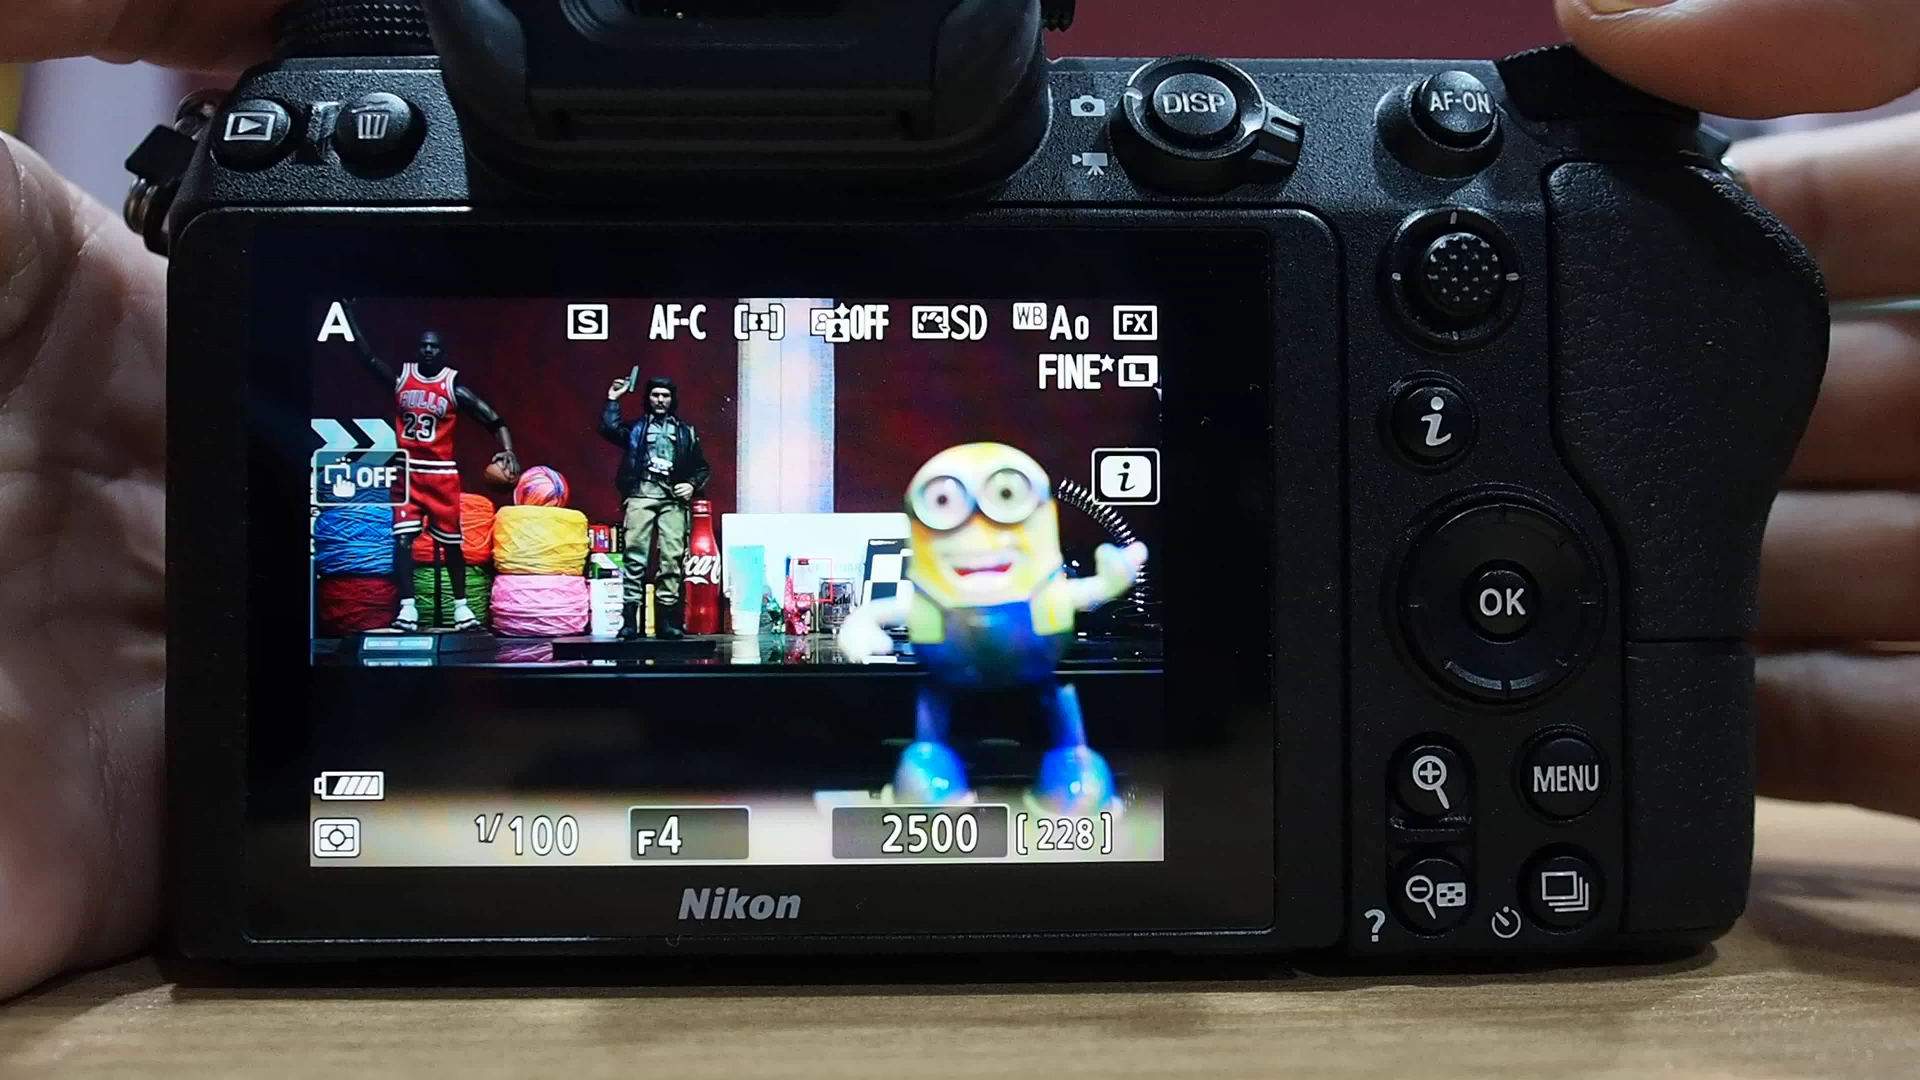 DISP
AF-ON
A
S
AF-C
OFF
SD
WB
A0
FX
FINE★ L
BULLS
23
OFF
i
i
OK
MENU
1/100
F4
2500
[228]
Nikon
?